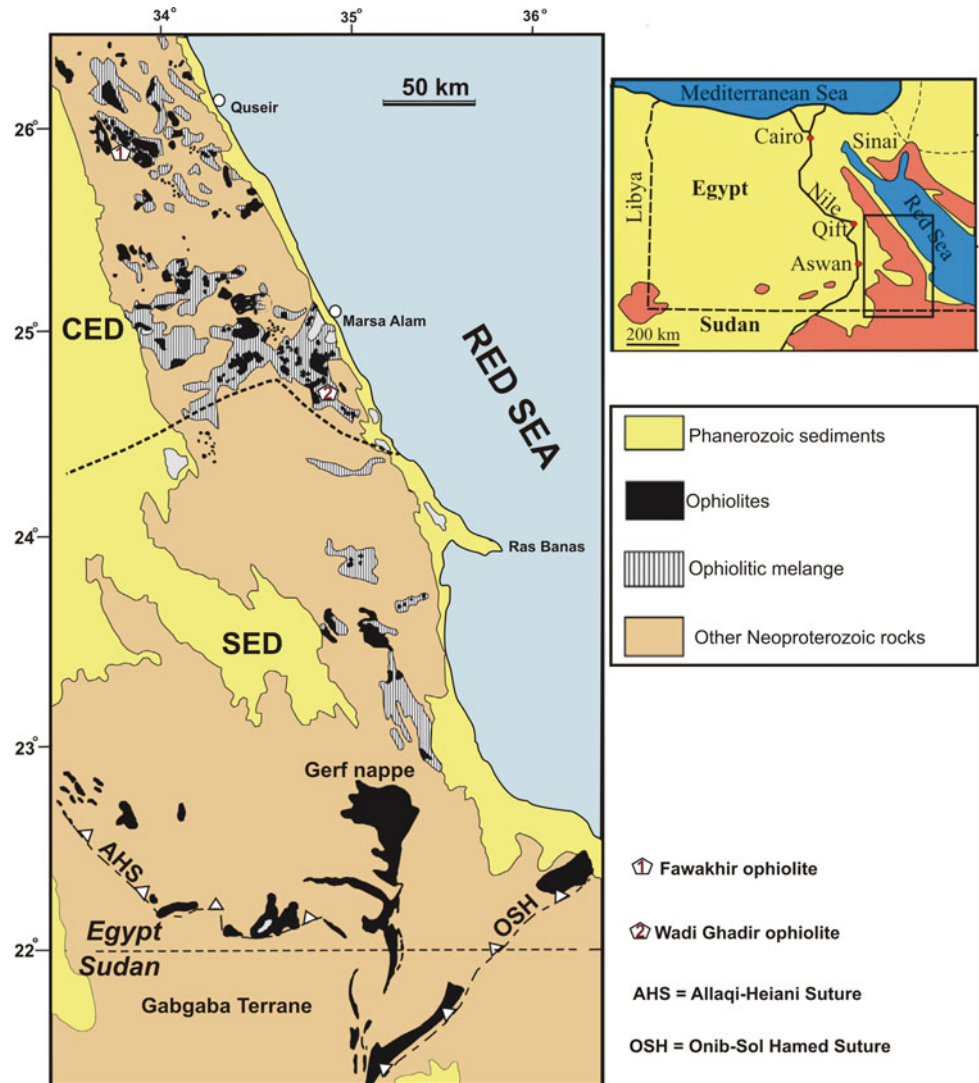 34°
35°
36°
26°
25°
24°
23°
22°
50 km
Quseir
1
CED
Marsa Alam
RED SEA
2
Ras Banas
SED
Gerf nappe
AHS
OSH
Egypt
Sudan
Gabgaba Terrane
Mediterranean Sea
Cairo
Sinai
Libya
Egypt
Nile
Qift
Red Sea
Aswan
Sudan
200 km
Phanerozoic sediments
Ophiolites
Ophiolitic melange
Other Neoproterozoic rocks
1 Fawakhir ophiolite
2 Wadi Ghadir ophiolite
AHS = Allaqi-Heiani Suture
OSH = Onib-Sol Hamed Suture